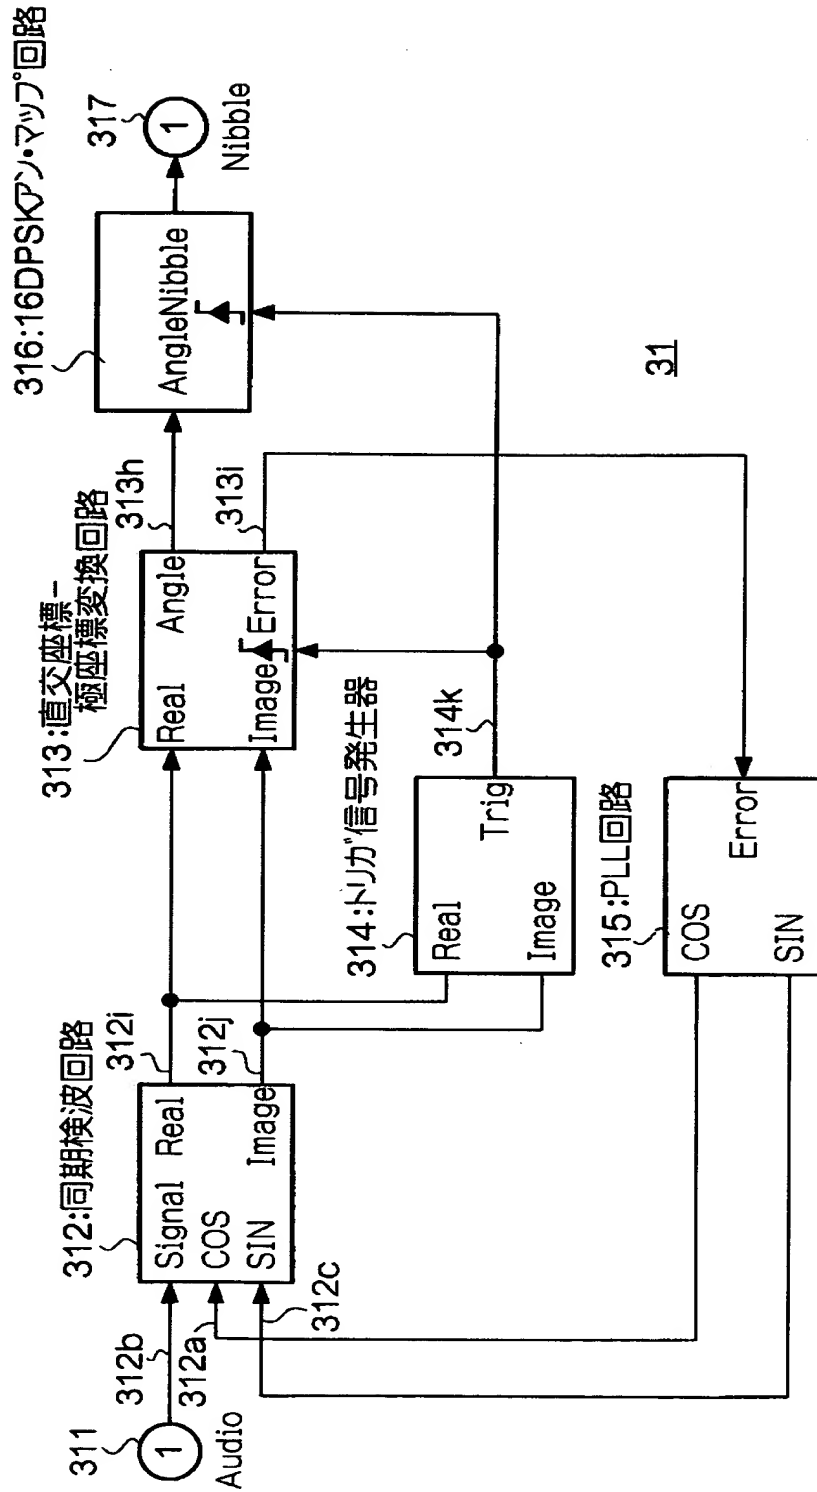 311
1
Audio
312b
312a
312c
312:同期検波回路
Signal Real
COS
SIN
Image
312i
312j
313:直交座標-
極座標変換回路
Real Angle
Image Error
313h
313i
314:トリガ信号発生器
Real
Trig
Image
314k
315:PLL回路
COS
Error
SIN
316:16DPSKアン・マップ回路
AngleNibble
317
1
Nibble
31